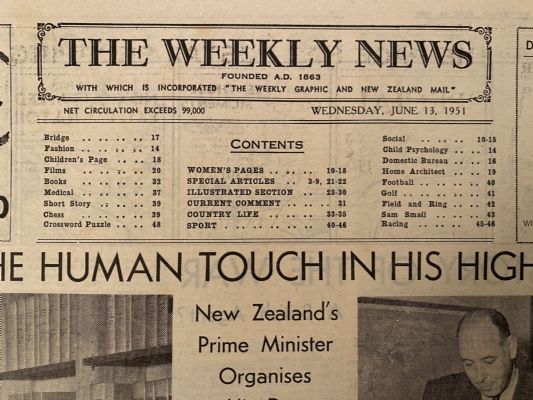 THE WEEKLY NEWS
FOUNDED A.D. 1863
WITH WHICH IS INCORPORATED "THE WEEKLY GRAPHIC AND NEW ZEALAND MAIL"
NET CIRCULATION EXCEEDS 99,000 WEDNESDAY, JUNE 13, 1951
Bridge .. .. .. .. .. 17
Fashion .. .. .. .. .. 14
Children's Page .. .. .. 18
Films .. .. .. .. .. 20
Books .. .. .. .. .. 32
Medical .. .. .. .. .. 37
Short Story .. .. .. .. 39
Chess .. .. .. .. .. 39
Crossword Puzzle .. .. .. 48
CONTENTS
WOMEN'S PAGES .. .. .. 10-18
SPECIAL ARTICLES .. 3-9, 21-22
ILLUSTRATED SECTION .. 23-30
CURRENT COMMENT .. .. 31
COUNTRY LIFE .. .. .. 33-35
SPORT .. .. .. .. .. 40-46
Social .. .. .. .. .. 10-15
Child Psychology .. .. .. 14
Domestic Bureau .. .. .. 16
Home Architect .. .. .. 19
Football .. .. .. .. .. 40
Golf .. .. .. .. .. 41
Field and Ring .. .. .. 42
Sam Small .. .. .. .. 43
Racing .. .. .. .. .. 45-46
HE HUMAN TOUCH IN HIS HIGH
New Zealand's
Prime Minister
Organises